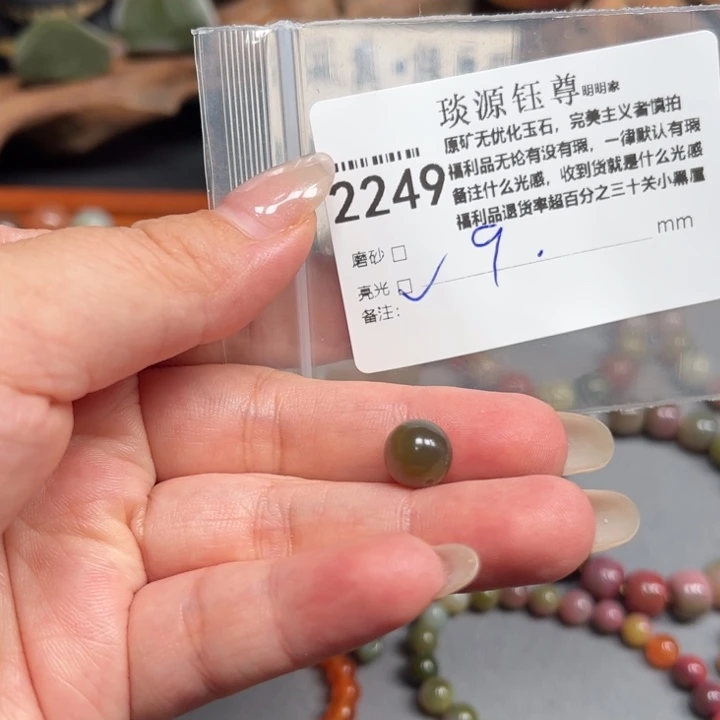 琰源钰尊明明家
原矿无优化玉石，完美主义者慎拍
福利品无论有没有瑕，一律默认有瑕
备注什么光感，收到货就是什么光感
福利品退货率超百分之三十关小黑屋
2249
磨砂 □ 9. mm
亮光 ☑
备注：